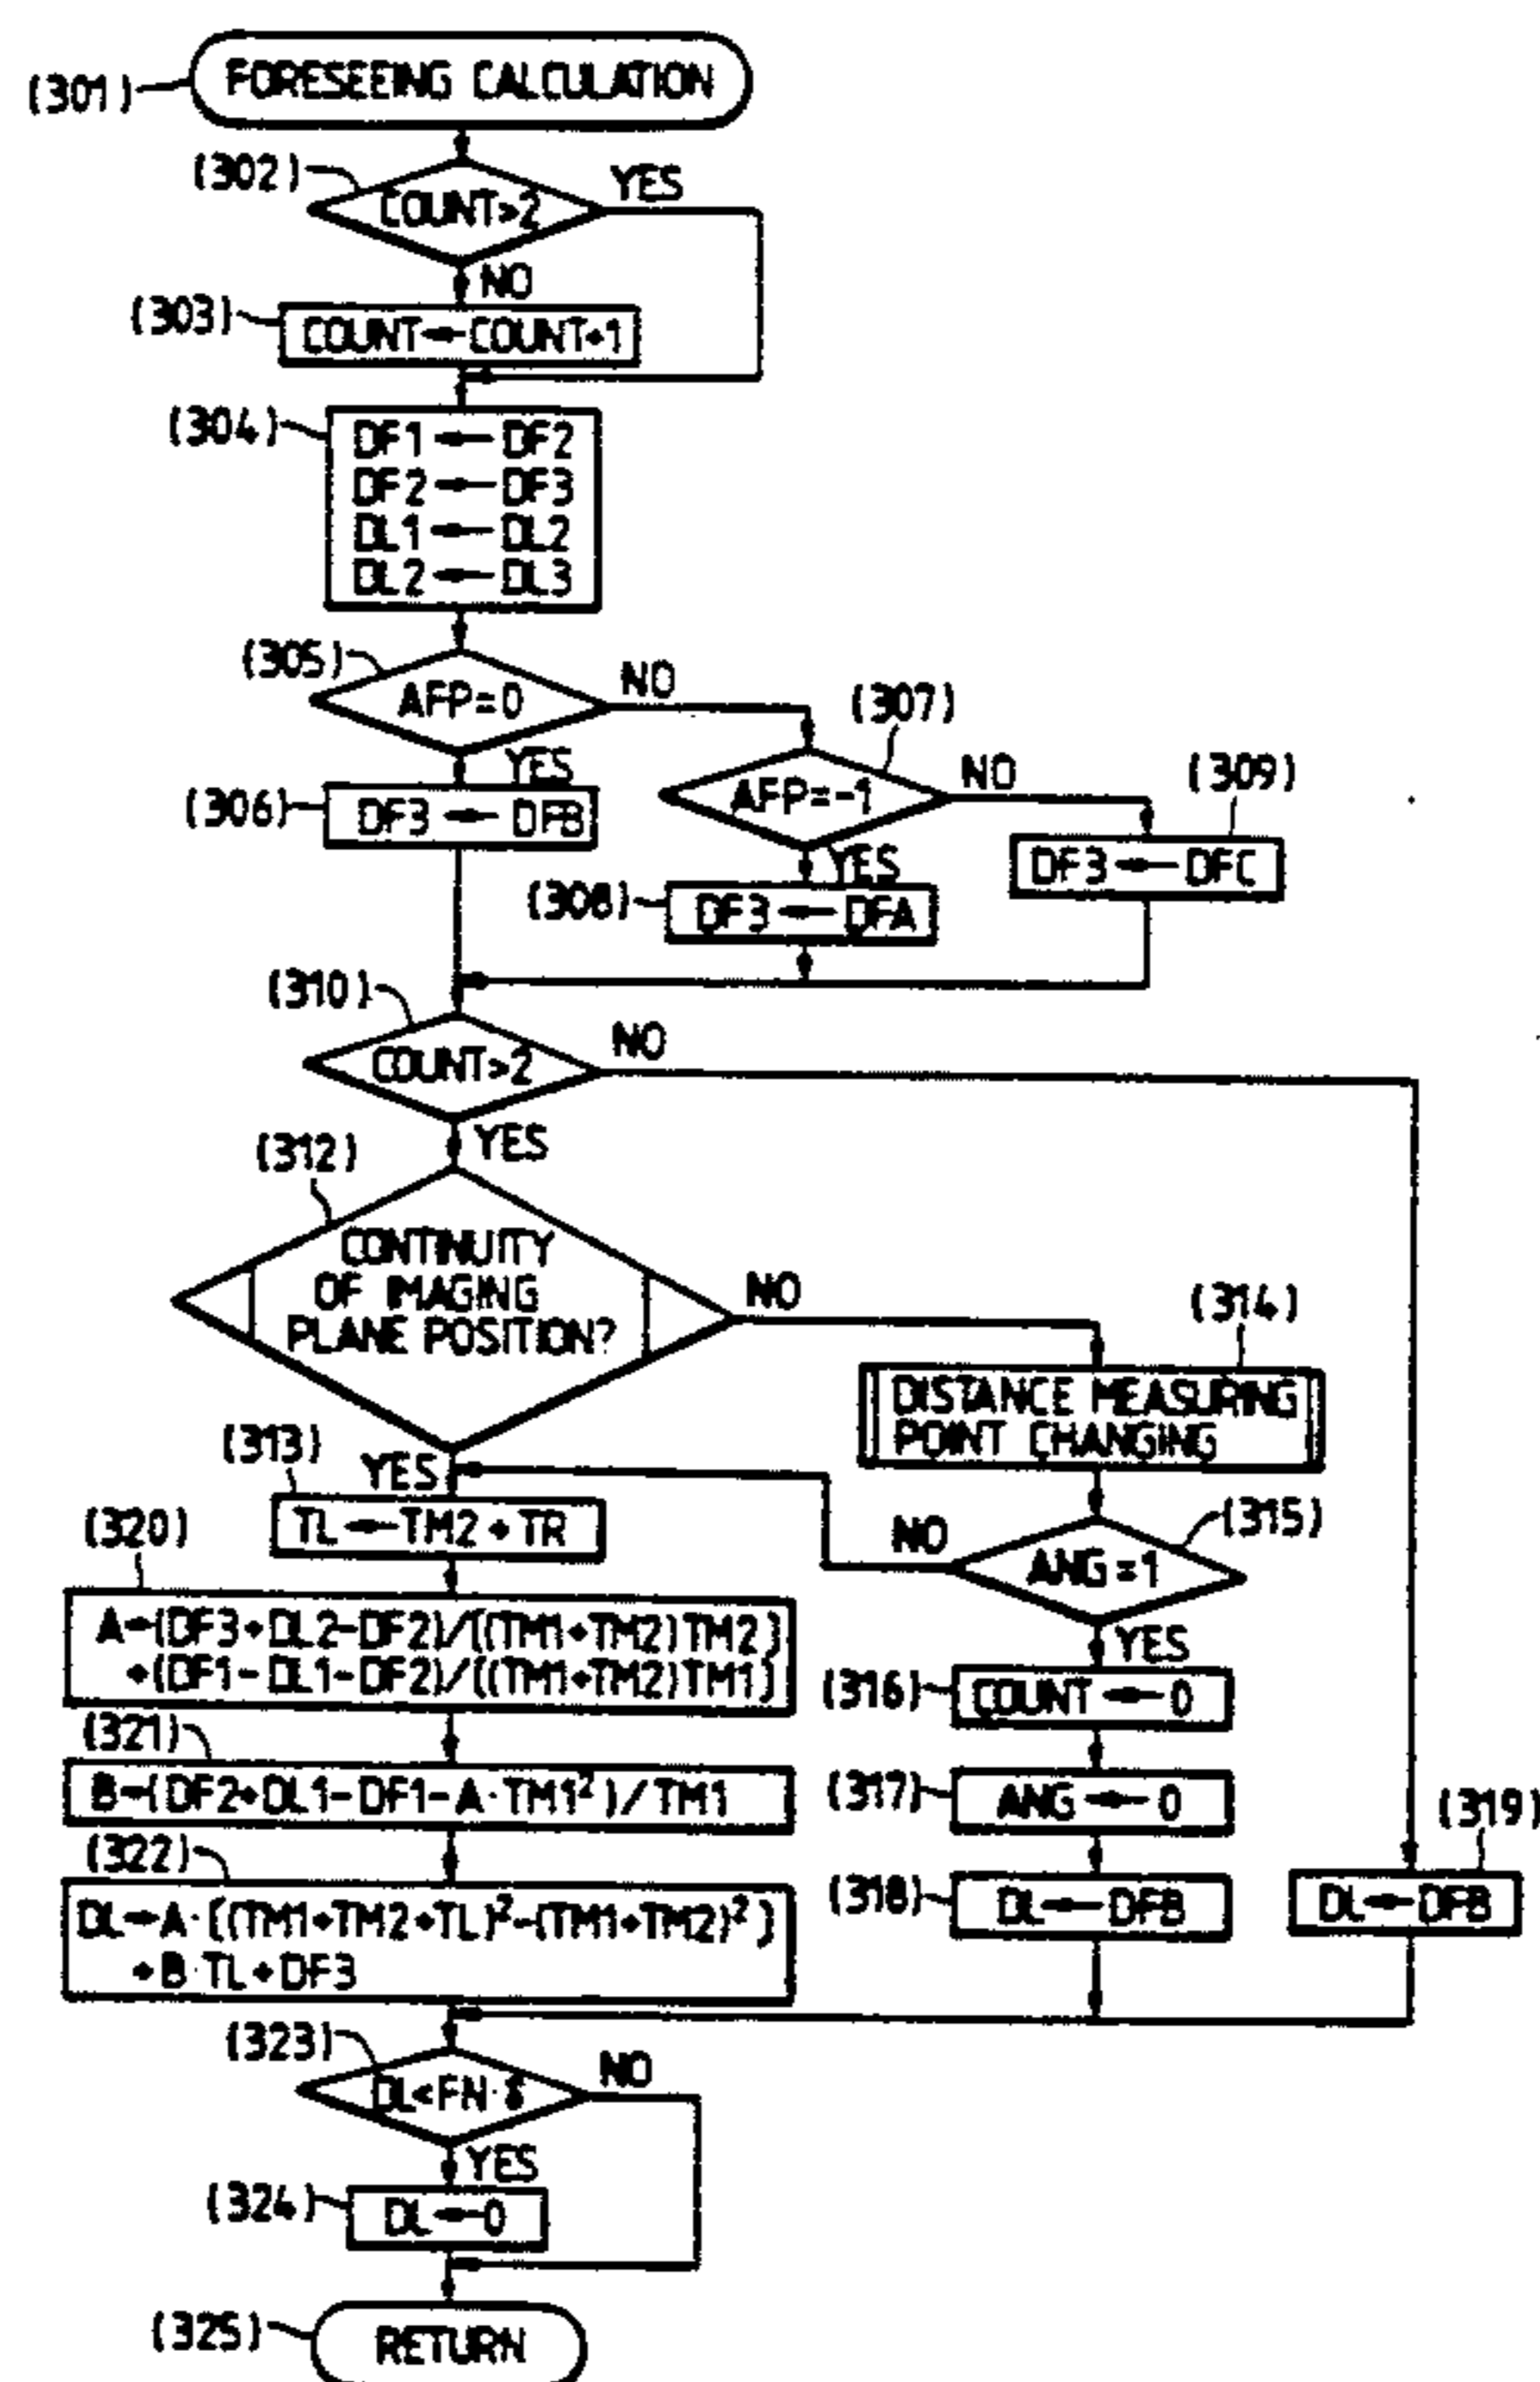 (301)
FORESEEING CALCULATION
(302)
COUNT>2
YES
NO
(303)
COUNT←COUNT+1
(304)
DF1 ← DF2
DF2 ← DF3
DL1 ← DL2
DL2 ← DL3
(305)
AFP=0
NO
YES
(306)
DF3 ← DFB
(307)
AFP=-1
NO
YES
(308)
DF3 ← DFA
(309)
DF3 ← DFC
(310)
COUNT>2
NO
YES
(312)
CONTINUITY
OF IMAGING
PLANE POSITION?
NO
YES
(313)
TL←TM2+TR
(314)
DISTANCE MEASURING
POINT CHANGING
(315)
ANG=1
NO
YES
(316)
COUNT←0
(317)
ANG←0
(318)
DL←DFB
(319)
DL←DFB
(320)
A←(DF3+DL2-DF2)/[(TM1+TM2)TM2]
+(DF1-DL1-DF2)/[(TM1+TM2)TM1]
(321)
B←(DF2+DL1-DF1-A·TM1²)/TM1
(322)
DL←A·[(TM1+TM2+TL)²-(TM1+TM2)²]
+B·TL+DF3
(323)
DL<FN·δ
NO
YES
(324)
DL←0
(325)
RETURN